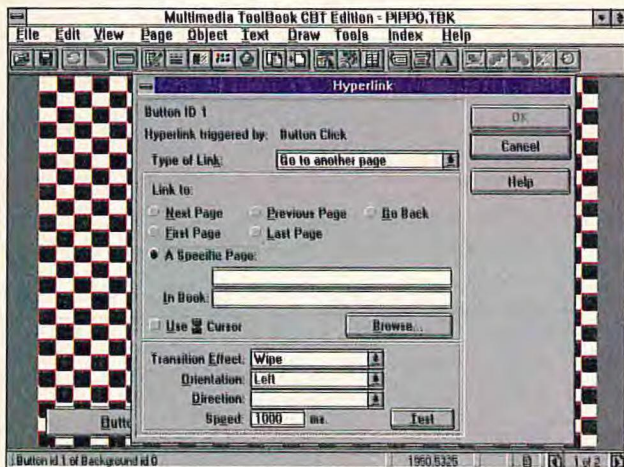 Multimedia ToolBook CBT Edition - PIPPO.TBK
File Edit View Page Object Text Draw Tools Index Help
Hyperlink
Button ID 1
OK
Hyperlink triggered by: Button Click
Cancel
Type of Link: Go to another page
Help
Link to:
Next Page Previous Page Go Back
First Page Last Page
A Specific Page:
In Book:
Use Cursor Browse...
Transition Effect: Wipe
Orientation: Left
Direction:
Speed: 1000 ms. Test
Butto
Button id 1 of Background id 0 1950,5325 1 of 2